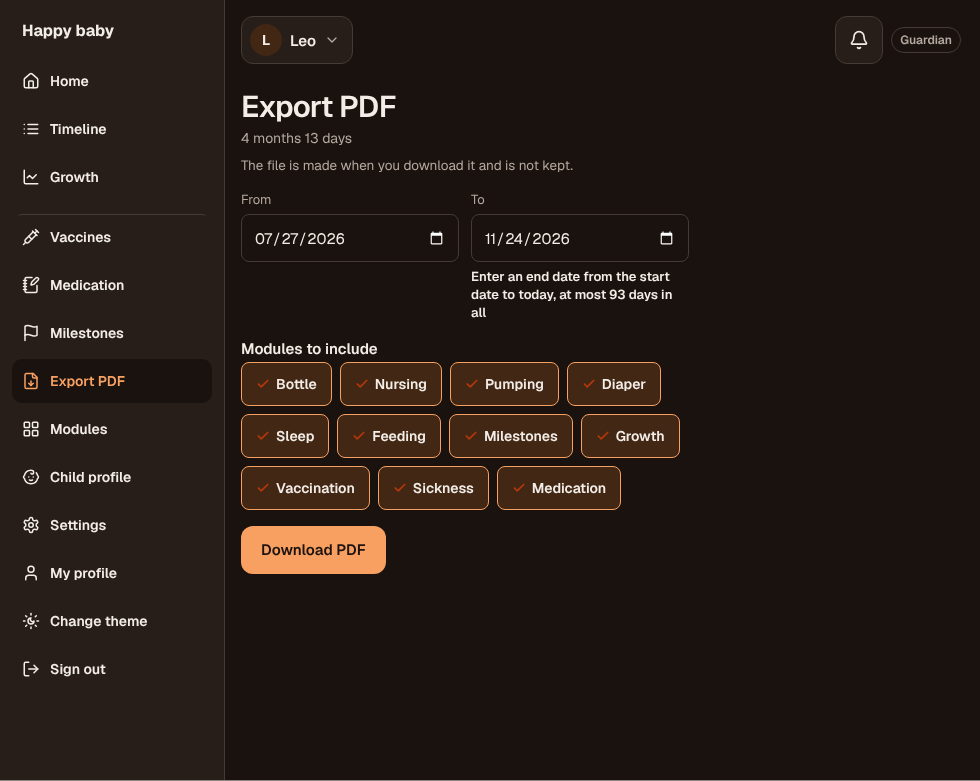 Happy baby
L Leo
Guardian
Home
Timeline
Growth
Vaccines
Medication
Milestones
Export PDF
Modules
Child profile
Settings
My profile
Change theme
Sign out
Export PDF
4 months 13 days
The file is made when you download it and is not kept.
From To
07/27/2026 11/24/2026
Enter an end date from the start
date to today, at most 93 days in
all
Modules to include
Bottle Nursing Pumping Diaper
Sleep Feeding Milestones Growth
Vaccination Sickness Medication
Download PDF